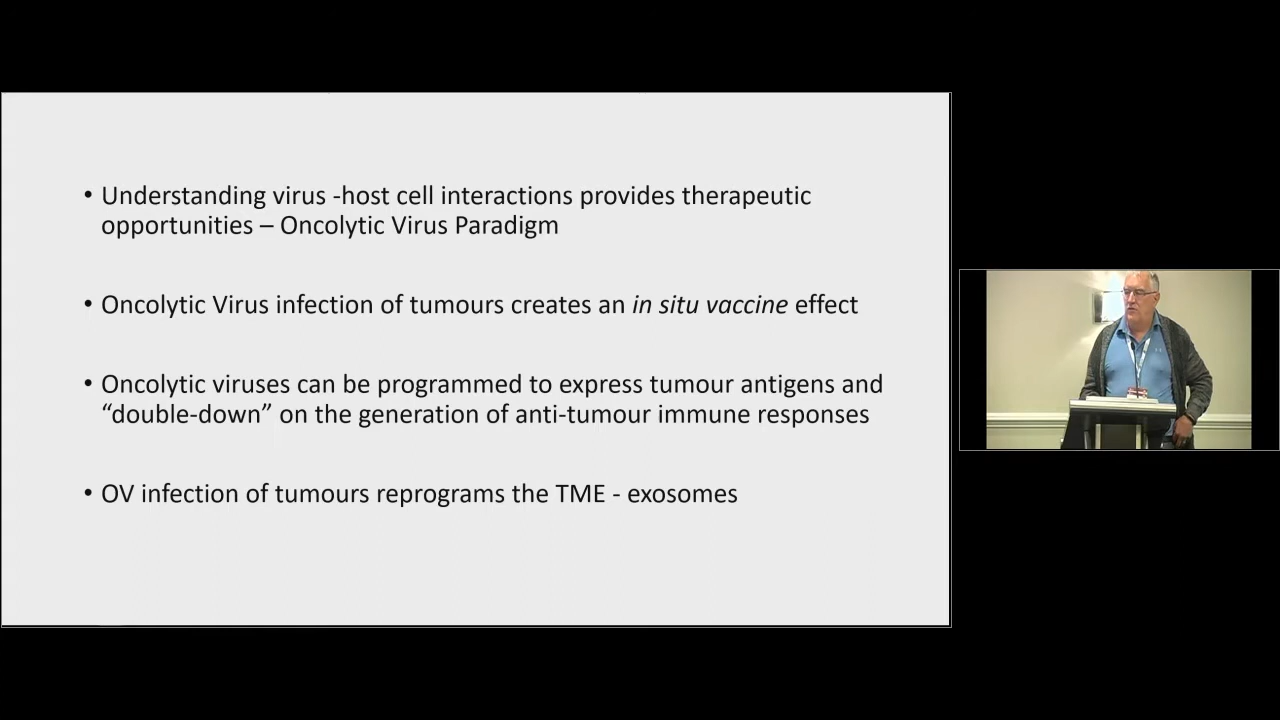 • Understanding virus -host cell interactions provides therapeutic
opportunities – Oncolytic Virus Paradigm
• Oncolytic Virus infection of tumours creates an in situ vaccine effect
• Oncolytic viruses can be programmed to express tumour antigens and
“double-down” on the generation of anti-tumour immune responses
• OV infection of tumours reprograms the TME - exosomes